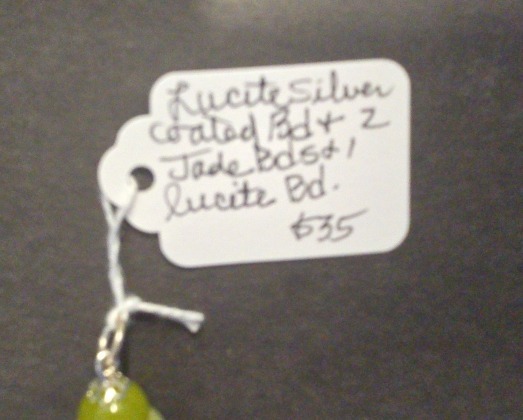 Lucite Silver
coated Bd + 2
Jade Bds + 1
lucite Bd.
$35